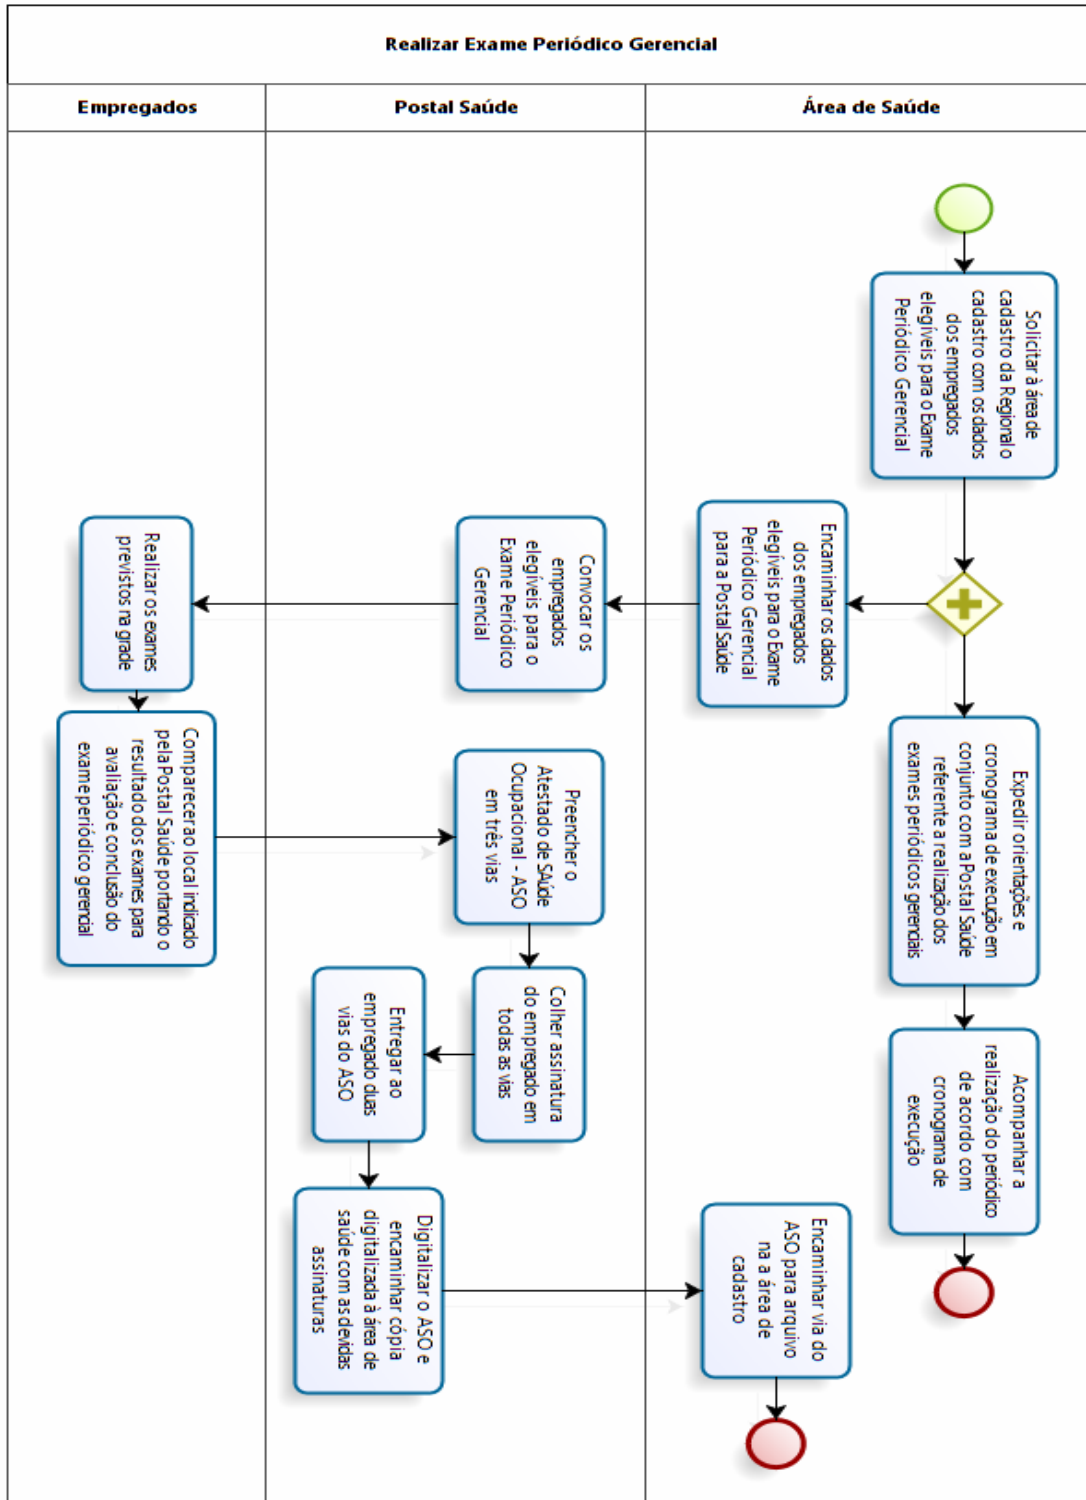 Realizar Exame Periódico Gerencial
Empregados
Postal Saúde
Área de Saúde
Solicitar à área de
cadastro da Regional o
cadastro com os dados
dos empregados
elegíveis para o Exame
Periódico Gerencial
Encaminhar os dados
dos empregados
elegíveis para o Exame
Periódico Gerencial
para a Postal Saúde
Convocar os
empregados
elegíveis para o
Exame Periódico
Gerencial
Realizar os exames
previstos na grade
Comparecer ao local indicado
pela Postal Saúde portando o
resultado dos exames para
avaliação e conclusão do
exame periódico gerencial
Preencher o
Atestado de SAúde
Ocupacional - ASO
em três vias
Colher assinatura
do empregado em
todas as vias
Entregar ao
empregado duas
vias do ASO
Digitalizar o ASO e
encaminhar cópia
digitalizada à área de
saúde com as devidas
assinaturas
Encaminhar via do
ASO para arquivo
na a área de
cadastro
Expedir orientações e
cronograma de execução em
conjunto com a Postal Saúde
referente a realização dos
exames periódicos gerenciais
Acompanhar a
realização do periódico
de acordo com
cronograma de
execução